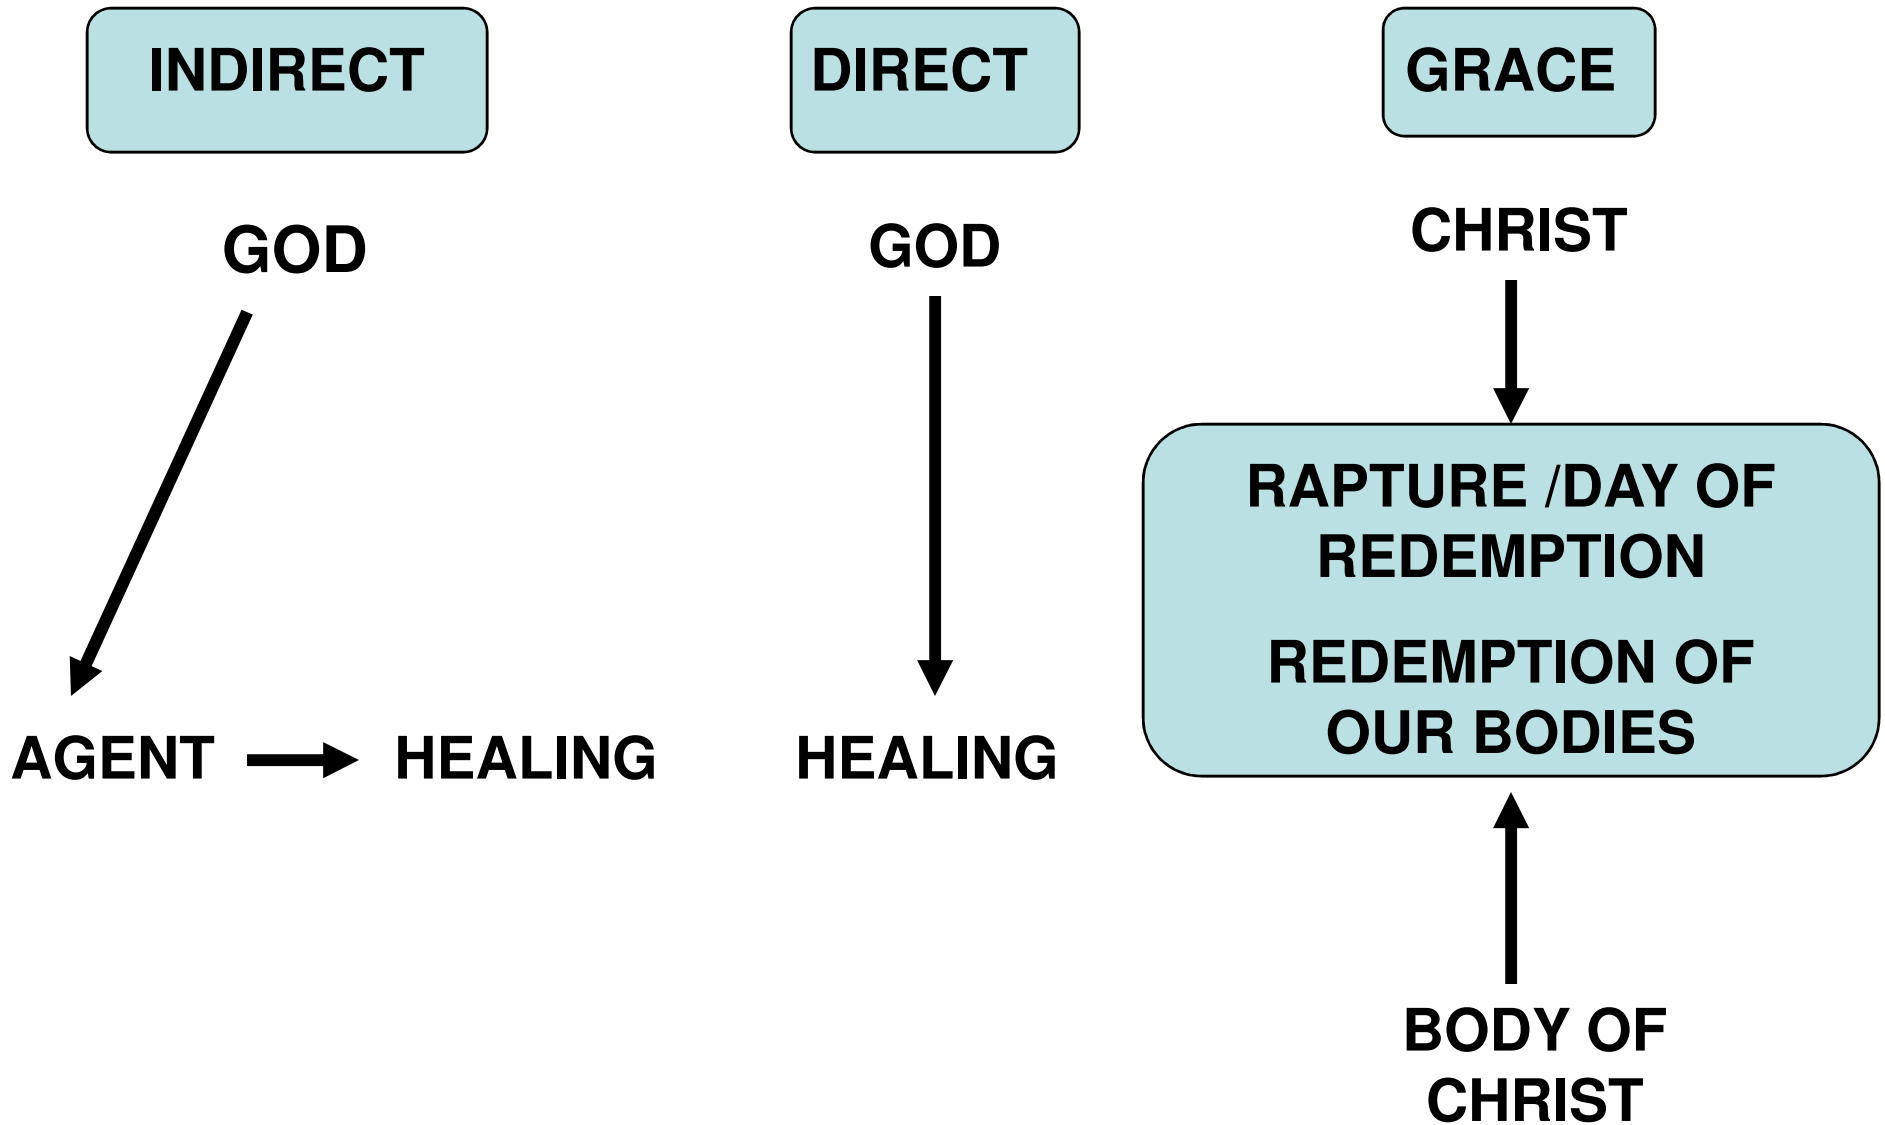 INDIRECT
GOD
AGENT
HEALING
DIRECT
GOD
HEALING
GRACE
CHRIST
RAPTURE /DAY OF
REDEMPTION
REDEMPTION OF
OUR BODIES
BODY OF
CHRIST